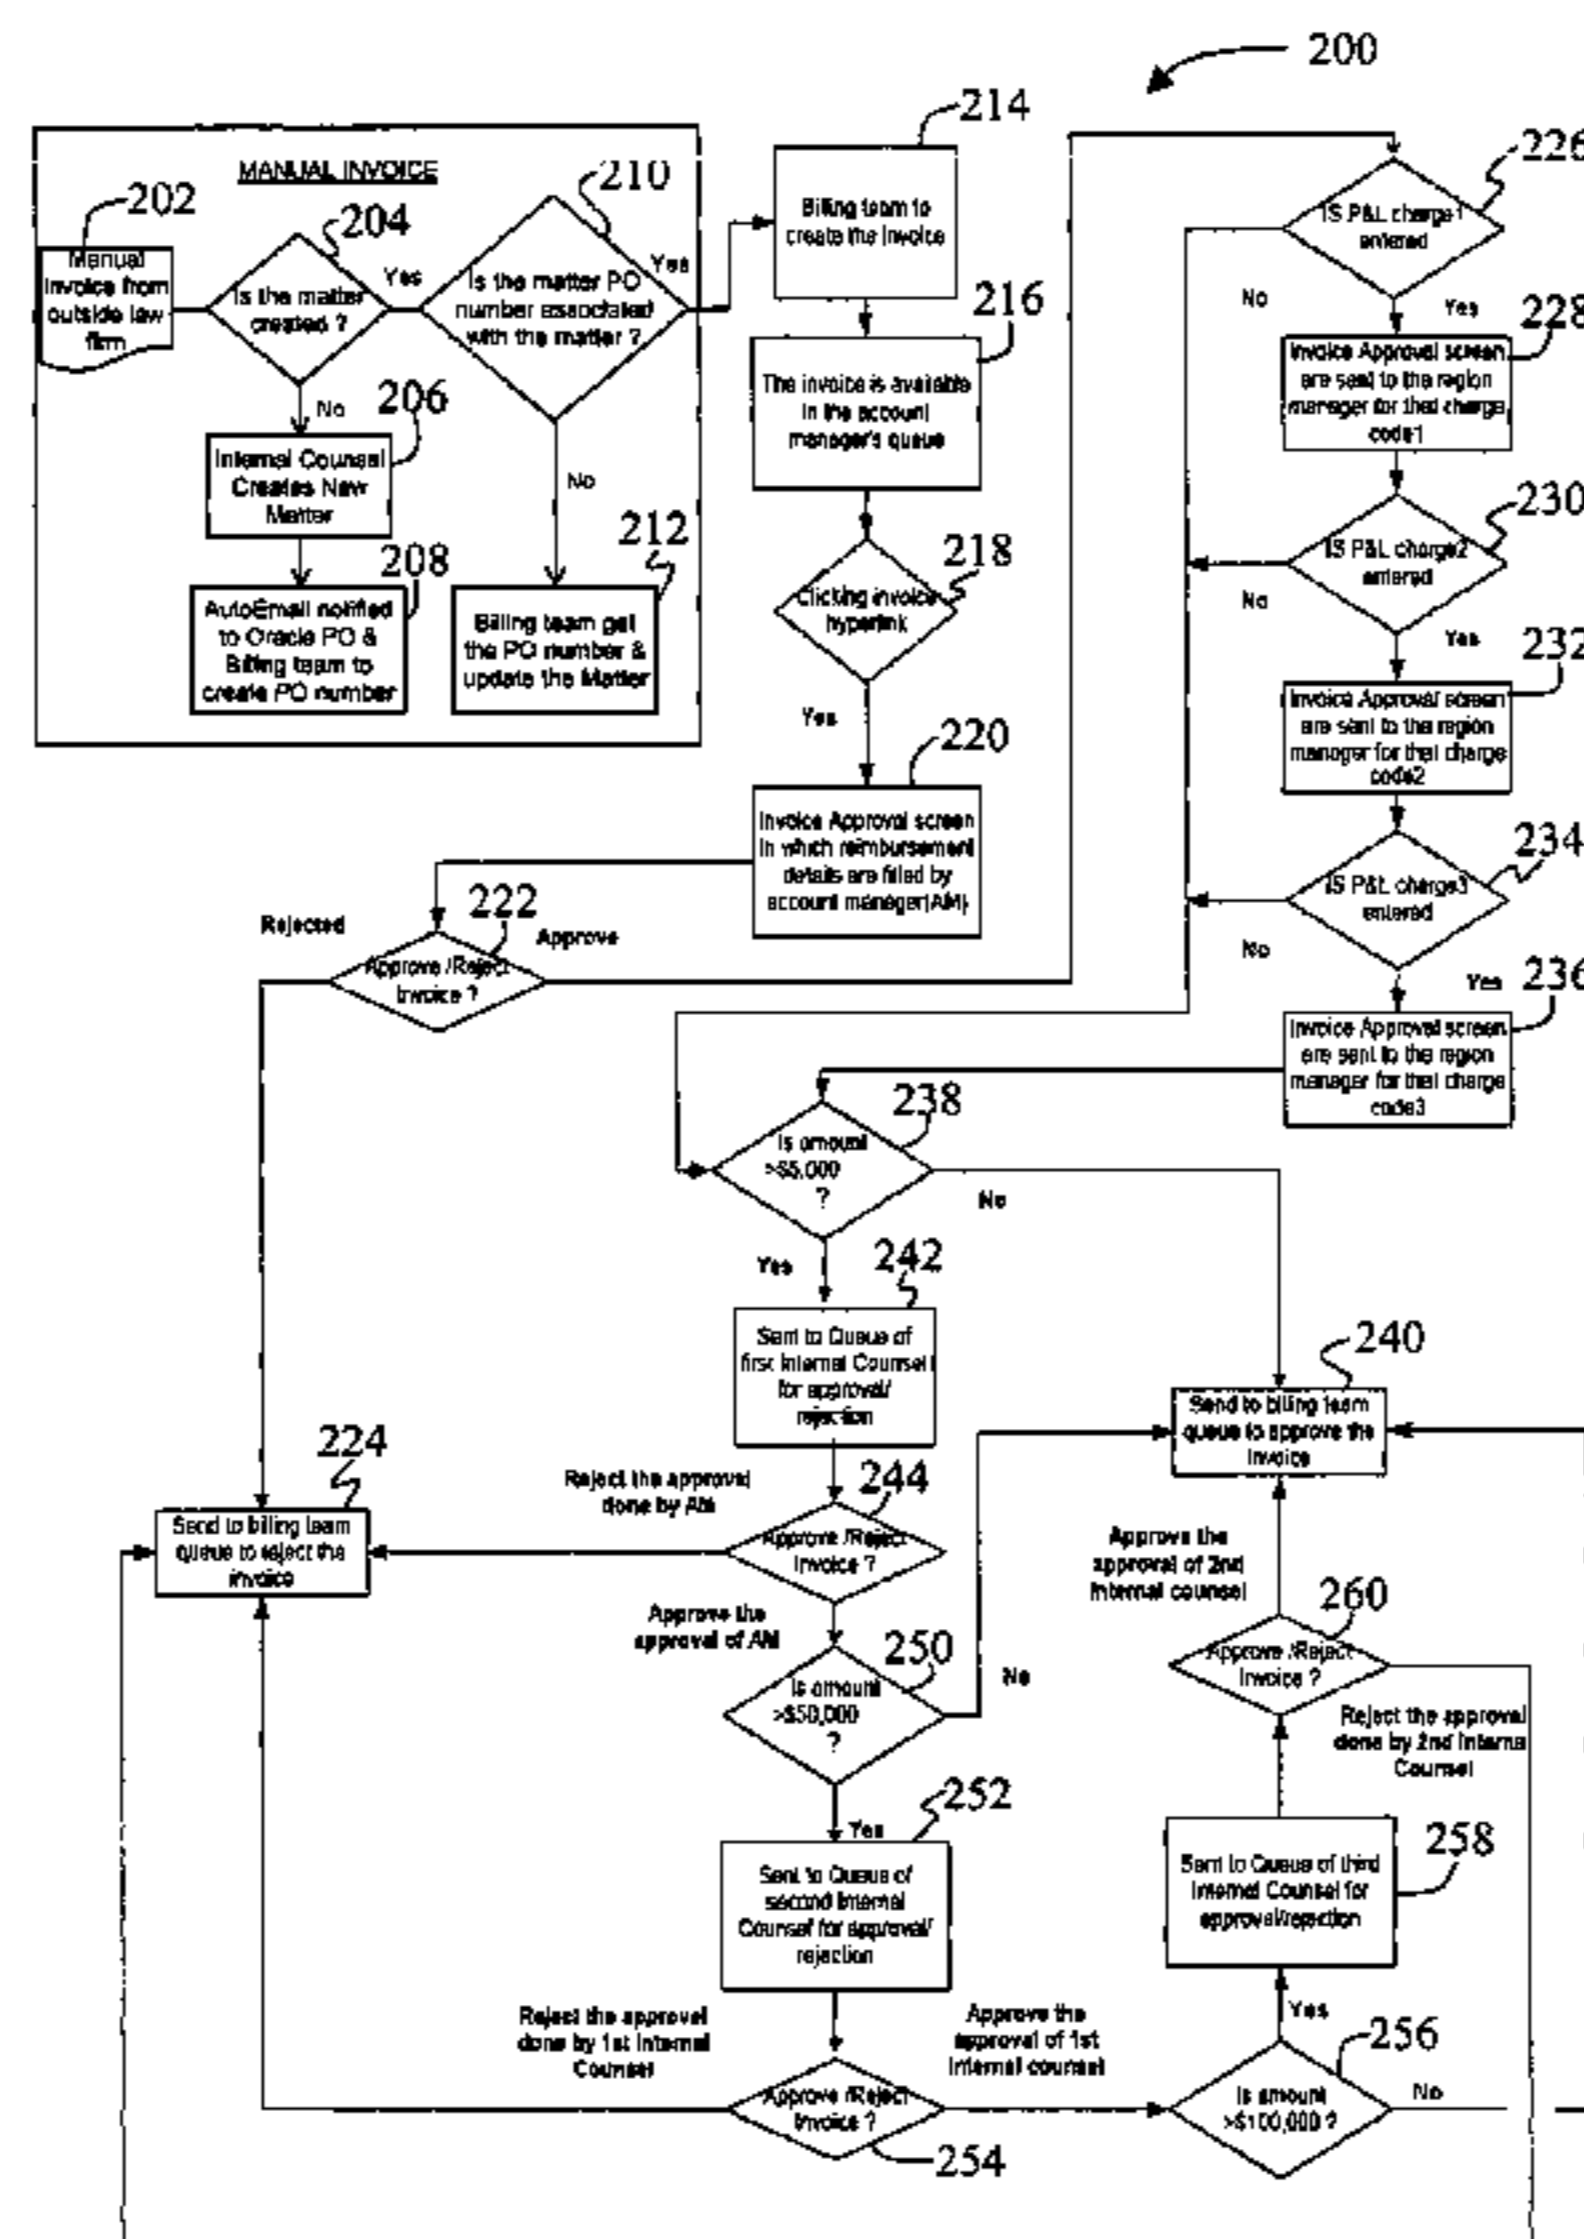 200
MANUAL INVOICE
202
Manual
invoice from
outside law
firm
204
Is the matter
created ?
Yes
No
206
Internal Counsel
Creates New
Matter
208
AutoEmail notified
to Oracle PO &
Billing team to
create PO number
210
Is the matter PO
number associated
with the matter ?
Yes
No
212
Billing team get
the PO number &
update the Matter
214
Billing team to
create the Invoice
216
The invoice is available
in the account
manager's queue
218
Clicking invoice
hyperlink
Yes
220
Invoice Approval screen
in which reimbursement
details are filled by
account manager(AM)
222
Approve /Reject
Invoice ?
Rejected
Approve
224
Send to billing team
queue to reject the
invoice
226
IS P&L charge1
entered
No
Yes
228
Invoice Approval screen
are sent to the region
manager for that charge
code1
230
IS P&L charge2
entered
No
Yes
232
Invoice Approval screen
are sent to the region
manager for that charge
code2
234
IS P&L charge3
entered
No
Yes
236
Invoice Approval screen
are sent to the region
manager for that charge
code3
238
Is amount
>$5,000
?
No
Yes
240
Send to billing team
queue to approve the
Invoice
242
Sent to Queue of
first Internal Counsel
for approval/
rejection
244
Approve /Reject
Invoice ?
Reject the approval
done by AM
Approve the
approval of AM
250
Is amount
>$50,000
?
No
Yes
252
Sent to Queue of
second Internal
Counsel for approval/
rejection
254
Approve /Reject
Invoice ?
Reject the approval
done by 1st Internal
Counsel
Approve the
approval of 1st
Internal counsel
256
Is amount
>$100,000 ?
No
Yes
258
Sent to Queue of third
Internal Counsel for
approval/rejection
260
Approve /Reject
Invoice ?
Approve the
approval of 2nd
Internal counsel
Reject the approval
done by 2nd Interna
Counsel